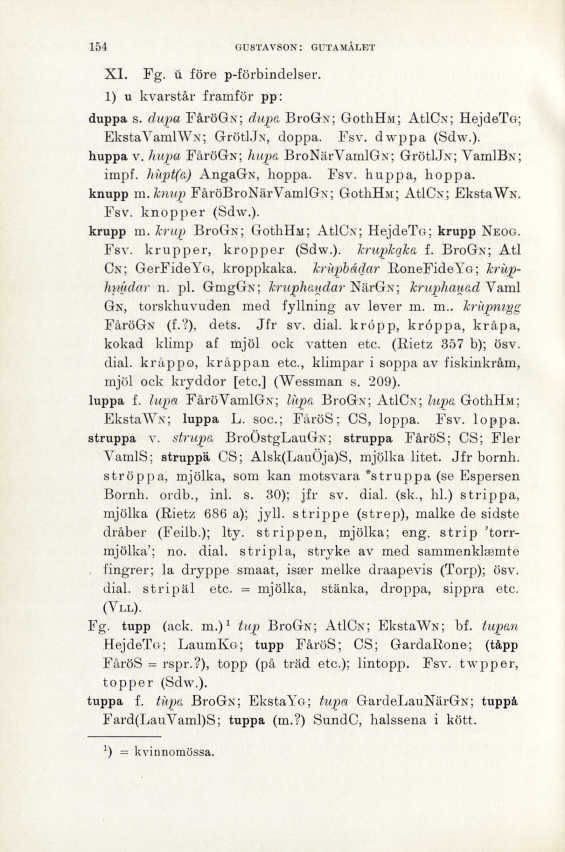 154 GUSTAVSON: GUTAMÅLET
XI. Fg. ŭ före p-förbindelser.
1) u kvarstår framför pp:
duppa s. dupa FåröGN; dupa BroGN; GothHM; AtlCN; HejdeTG;
EkstaVamlWN; GrötlJN, doppa. Fsv. dwppa (Sdw.).
huppa v. hupa FåröGN; hupa BroNärVamlGN; GrötlJN; VamlBN;
impf. hùpt(a) AngaGN, hoppa. Fsv. huppa, hoppa.
knupp m. knup FåröBroNärVamlGN; GothHM; AtlCN; EkstaWN.
Fsv. knopper (Sdw.).
krupp m. krup BroGN; GothHM; AtlCN; HejdeTG; krupp NEOG.
Fsv. krupper, kropper (Sdw.). krupkaka f. BroGN; Atl
CN; GerFideYG, kroppkaka. krùpbådar RoneFideYG; krùp-
n. pl. GmgGN; kruphaudar NärGN; kruphauad Vaml
GN, torskhuvuden med fyllning av lever m. m.. krùpnıgg
FåröGN (f.?), dets. Jfr sv. dial. kröpp, kröppa, kråpa,
kokad klimp af mjöl ock vatten etc. (Rietz 357 b); ösv.
dial. kråppo, kråppan etc., klimpar i soppa av fiskinkråm,
mjöl ock kryddor [etc.] (Wessman s. 209).
luppa f. lupa FåröVamlGN; lùpa BroGN; AtlCN; lupa GothHM;
EkstaWN; luppa L. soc.; FåröS; CS, loppa. Fsv. loppa.
struppa v. strupa BroÖstgLauGN; struppa FåröS; CS; Fler
VamlS; struppä CS; Alsk(LauÖja)S, mjölka litet. Jfr bornh.
ströppa, mjölka, som kan motsvara *struppa (se Espersen
Bornh. ordb., inl. s. 30); jfr sv. dial. (sk., hl.) strippa,
mjölka (Rietz 686 a); jyll. strippe (strep), malke de sidste
dråber (Feilb.); lty. strippen, mjölka; eng. strip 'torr-
mjölka'; no. dial. stripla, stryke av med sammenklæmte
fingrer; la dryppe smaat, især melke draapevis (Torp); ösv.
dial. stripäl etc. = mjölka, stänka, droppa, sippra etc.
(VLL).
Fg. tupp (ack. m.)¹ tup BroGN; AtlCN; EkstaWN; bf. tupan
HejdeTG; LaumKG; tupp FåröS; CS; GardaRone; (tåpp
FåröS = rspr.?), topp (på träd etc.); lintopp. Fsv. twpper,
topper (Sdw.).
tuppa f. tùpa BroGN; EkstaYG; tupa GardeLauNärGN; tuppå
Fard(LauVaml)S; tuppa (m.?) SundC, halssena i kött.
¹) = kvinnomössa.